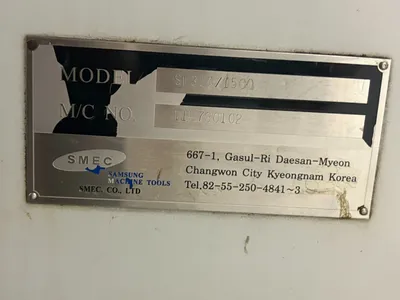 MODEL
M/C NO.
SMEC
SAMSUNG
MACHINE TOOLS
SMEC. CO., LTD
667-1, Gasul-Ri Daesan-Myeon
Changwon City Kyeongnam Korea
Tel.82-55-250-4841~3